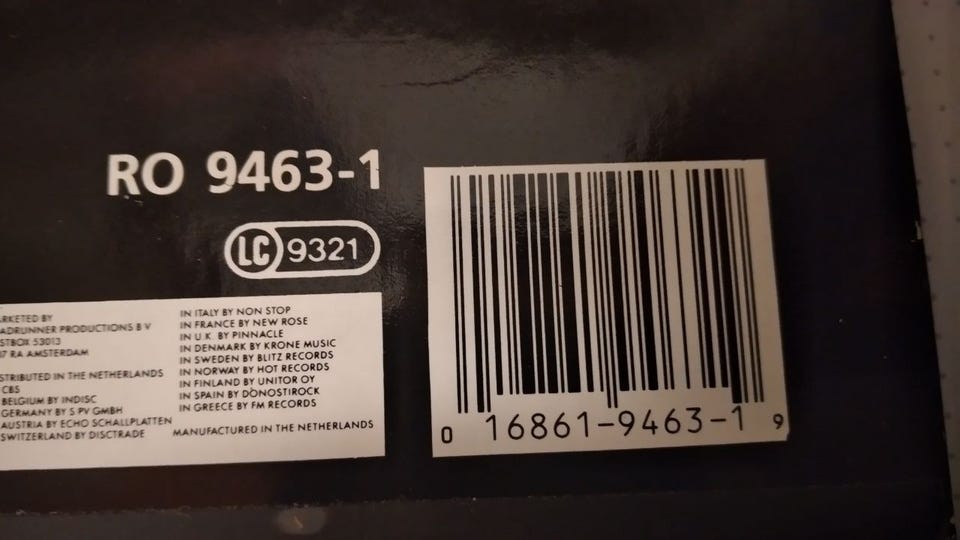 RO 9463-1
LC 9321
ARKETED BY
ADRUNNER PRODUCTIONS B V
STBOX 53013
07 RA AMSTERDAM
STRIBUTED IN THE NETHERLANDS
CBS
BELGIUM BY INDISC
GERMANY BY S PV GMBH
AUSTRIA BY ECHO SCHALLPLATTEN
SWITZERLAND BY DISCTRADE
IN ITALY BY NON STOP
IN FRANCE BY NEW ROSE
IN U.K. BY PINNACLE
IN DENMARK BY KRONE MUSIC
IN SWEDEN BY BLITZ RECORDS
IN NORWAY BY HOT RECORDS
IN FINLAND BY UNITOR OY
IN SPAIN BY DONOSTIROCK
IN GREECE BY FM RECORDS
MANUFACTURED IN THE NETHERLANDS
0 16861-9463-1 9